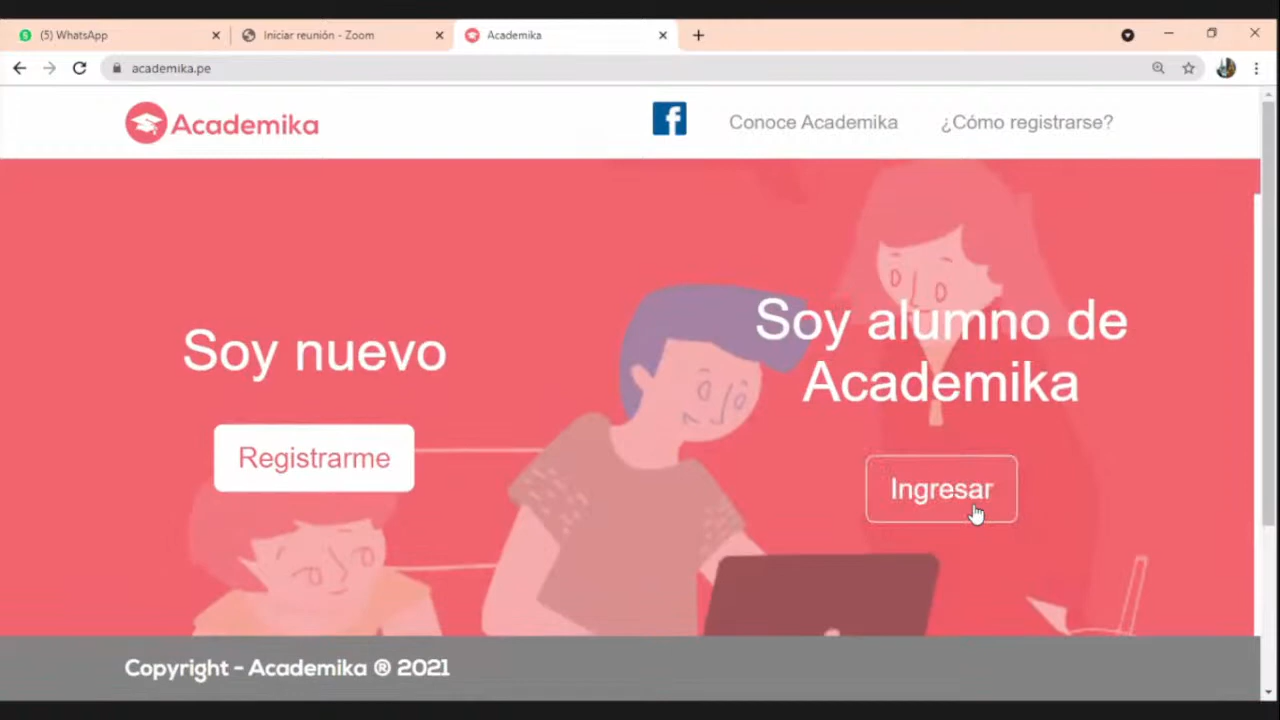 (5) WhatsApp
Iniciar reunión - Zoom
Academika
academika.pe
Academika
Conoce Academika
¿Cómo registrarse?
Soy nuevo
Registrarme
Soy alumno de
Academika
Ingresar
Copyright - Academika ® 2021